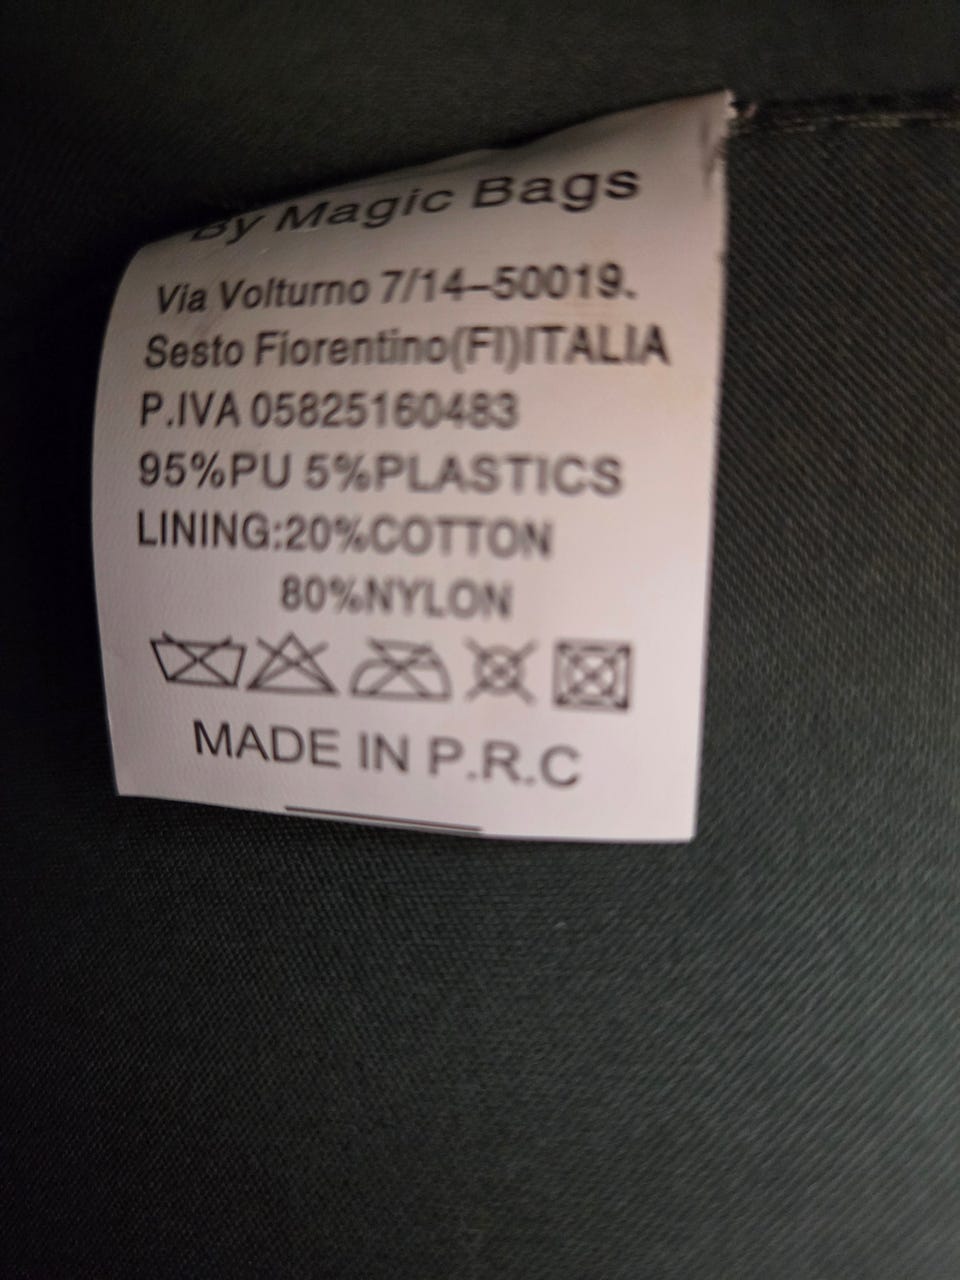 By Magic Bags
Via Volturno 7/14-50019.
Sesto Fiorentino(FI)ITALIA
P.IVA 05825160483
95%PU 5%PLASTICS
LINING:20%COTTON
80%NYLON
MADE IN P.R.C